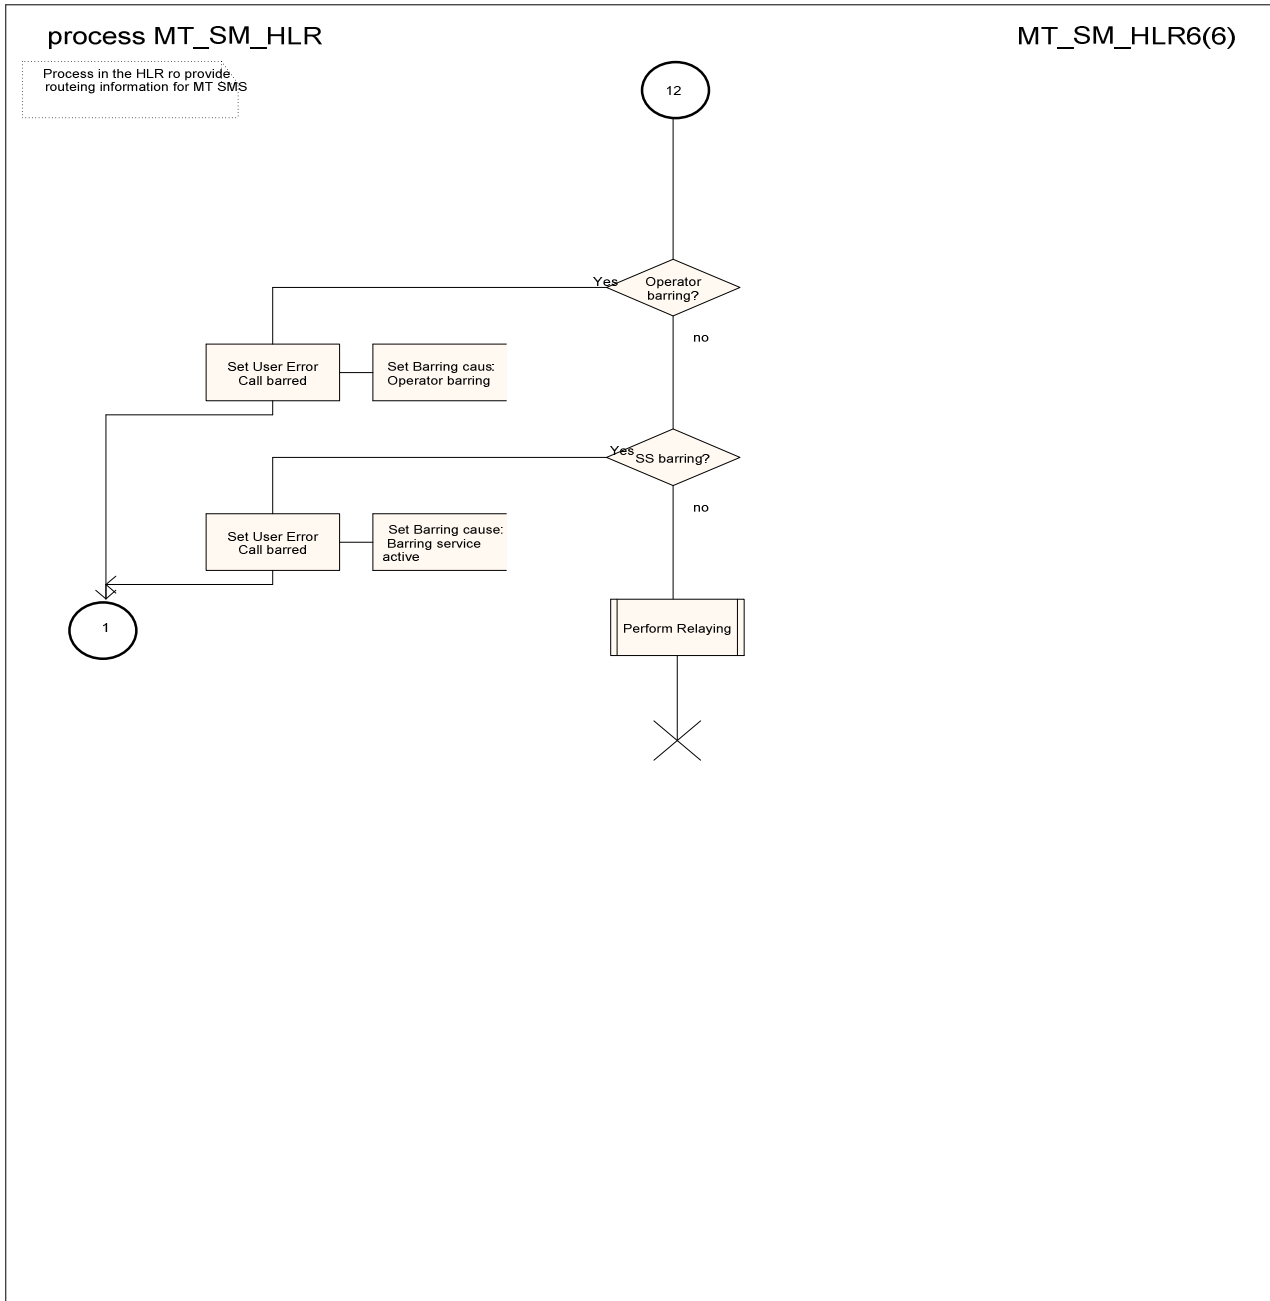 process MT_SM_HLR
MT_SM_HLR6(6)
Process in the HLR ro provide
routeing information for MT SMS
12
Yes
Operator
barring?
no
Set User Error
Call barred
Set Barring caus:
Operator barring
Yes
SS barring?
no
Set User Error
Call barred
Set Barring cause:
Barring service
active
1
Perform Relaying